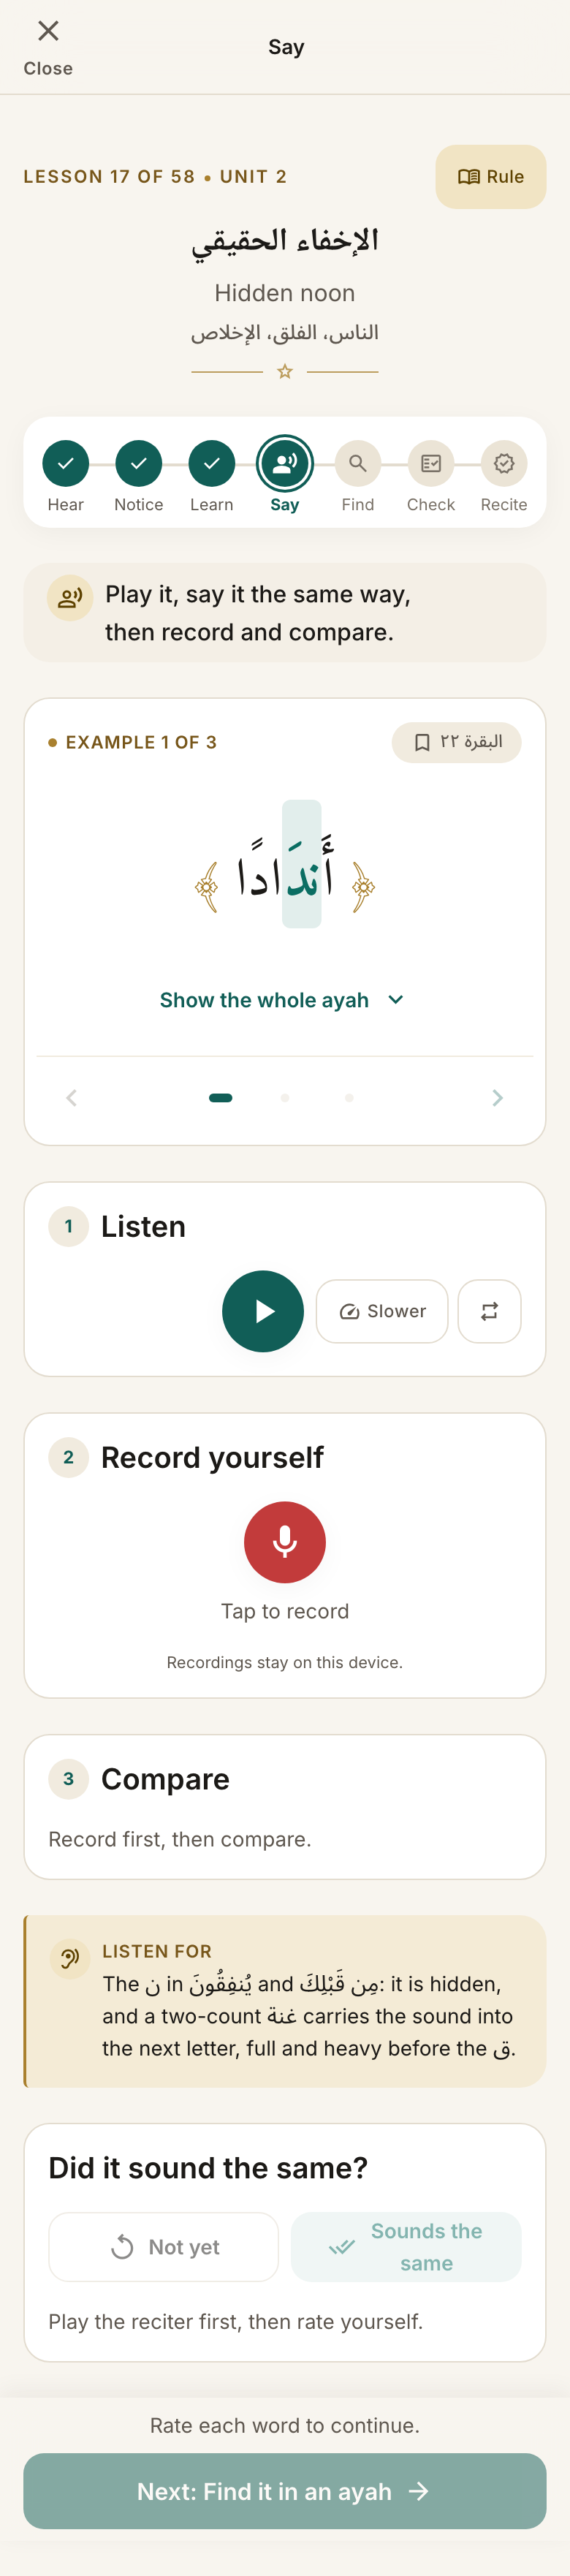 Close
Say
LESSON 17 OF 58 • UNIT 2
Rule
الإخفاء الحقيقي
Hidden noon
الناس، الفلق، الإخلاص
Hear
Notice
Learn
Say
Find
Check
Recite
Play it, say it the same way,
then record and compare.
EXAMPLE 1 OF 3
البقرة ٢٢
﴿ أَندَادًا ﴾
Show the whole ayah
1 Listen
Slower
2 Record yourself
Tap to record
Recordings stay on this device.
3 Compare
Record first, then compare.
LISTEN FOR
The ن in يُنفِقُونَ and مِن قَبْلِكَ: it is hidden,
and a two-count غنة carries the sound into
the next letter, full and heavy before the ق.
Did it sound the same?
Not yet
Sounds the
same
Play the reciter first, then rate yourself.
Rate each word to continue.
Next: Find it in an ayah